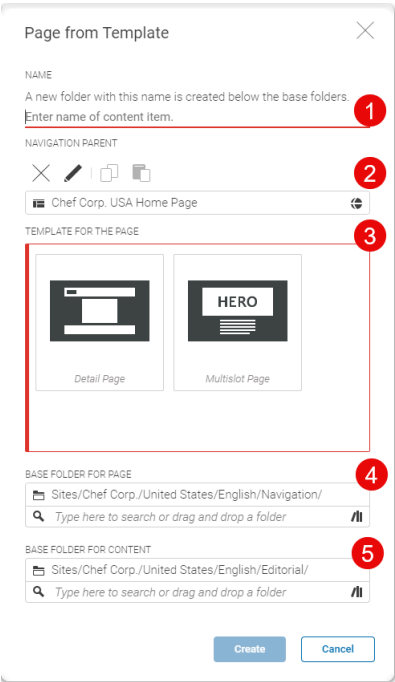 Page from Template
NAME
A new folder with this name is created below the base folders.
Enter name of content item.
1
NAVIGATION PARENT
2
Chef Corp. USA Home Page
TEMPLATE FOR THE PAGE
3
HERO
Detail Page
Multislot Page
BASE FOLDER FOR PAGE
4
Sites/Chef Corp./United States/English/Navigation/
Type here to search or drag and drop a folder
BASE FOLDER FOR CONTENT
5
Sites/Chef Corp./United States/English/Editorial/
Type here to search or drag and drop a folder
Create
Cancel